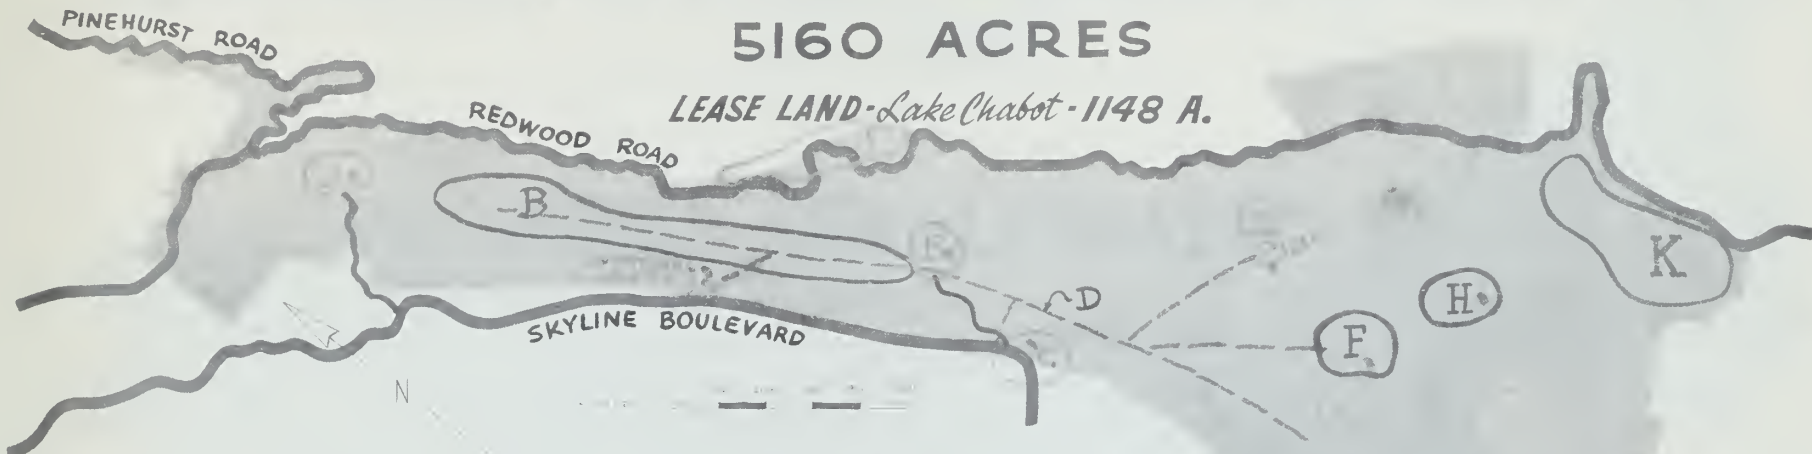 5160 ACRES
LEASE LAND - Lake Chabot - 1148 A.
PINEHURST ROAD
REDWOOD ROAD
B
D
K
H
F
SKYLINE BOULEVARD
N